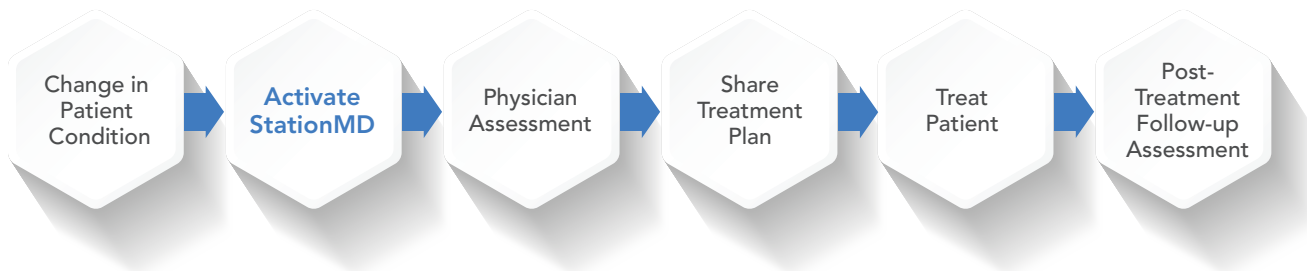 Change in
Patient
Condition
Activate
StationMD
Physician
Assessment
Share
Treatment
Plan
Treat
Patient
Post-
Treatment
Follow-up
Assessment